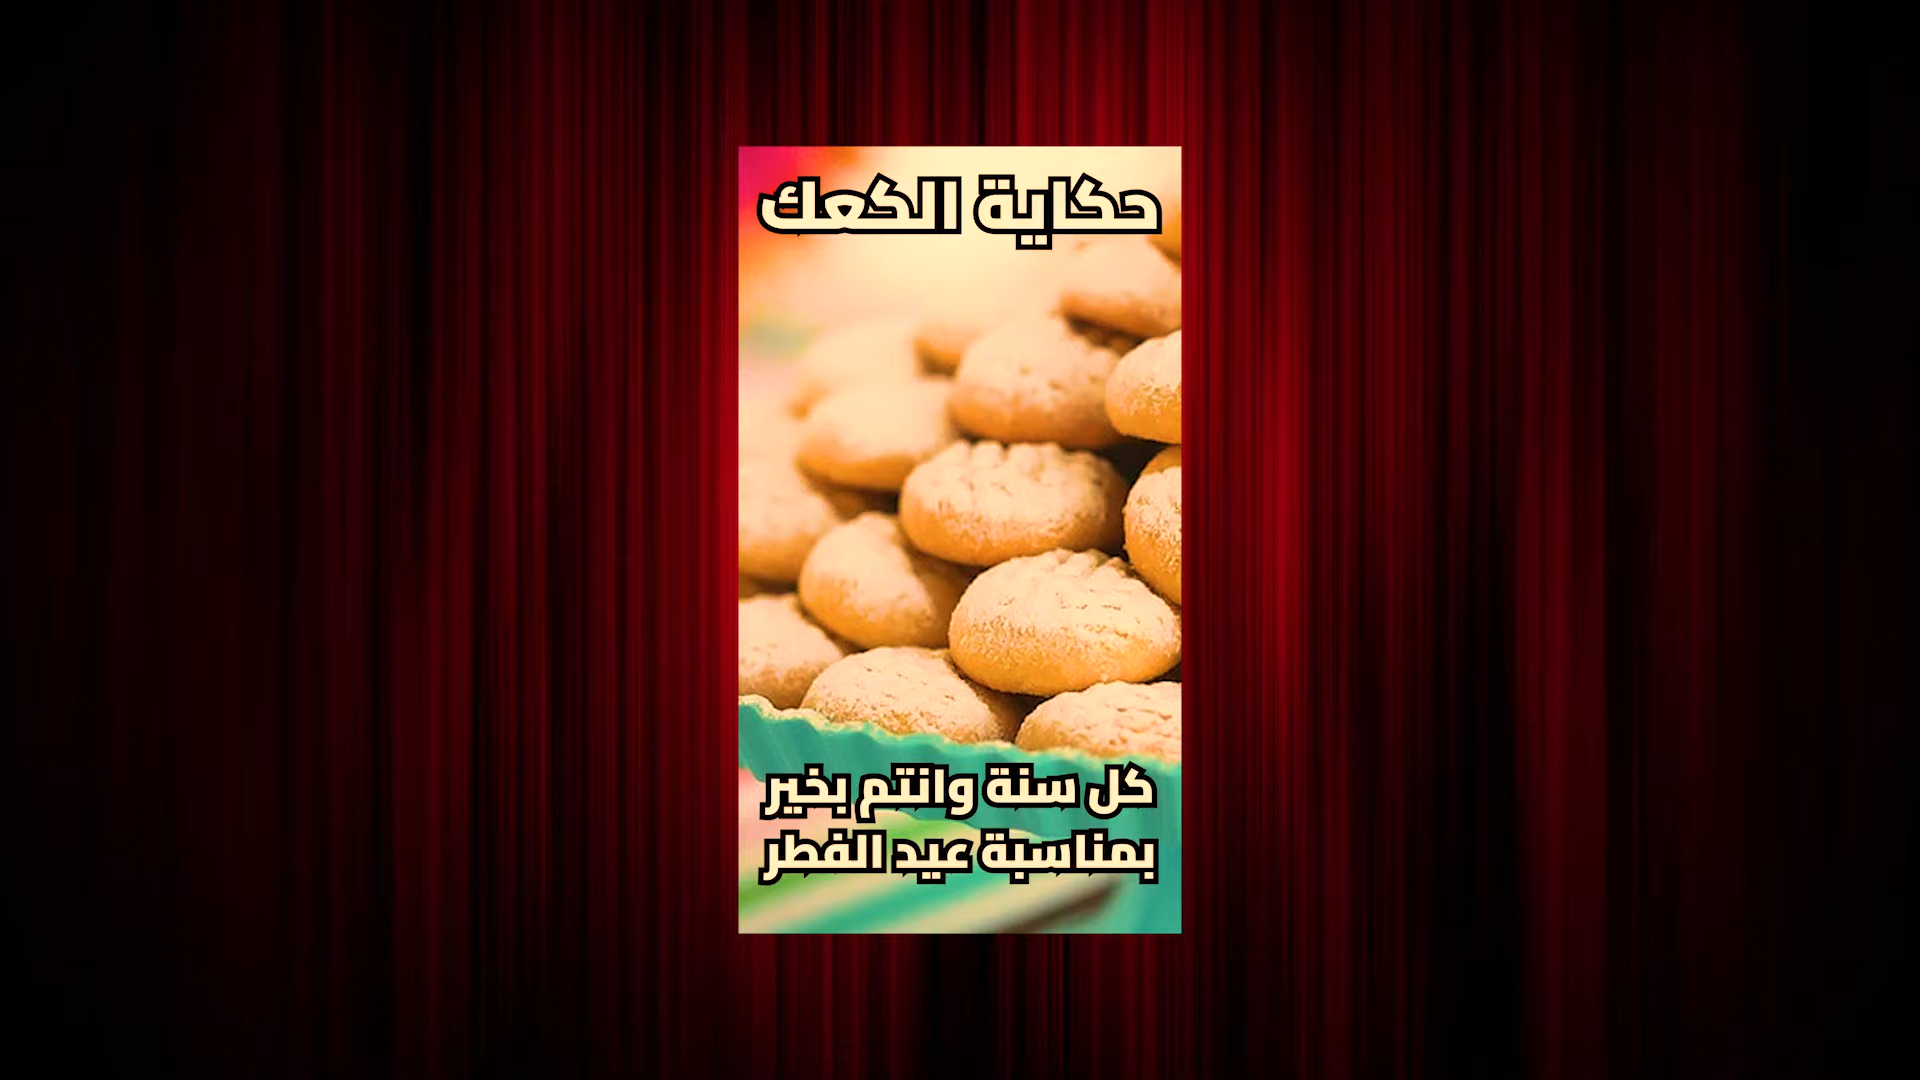 حكاية الكعك
كل سنة وانتم بخير
بمناسبة عيد الفطر